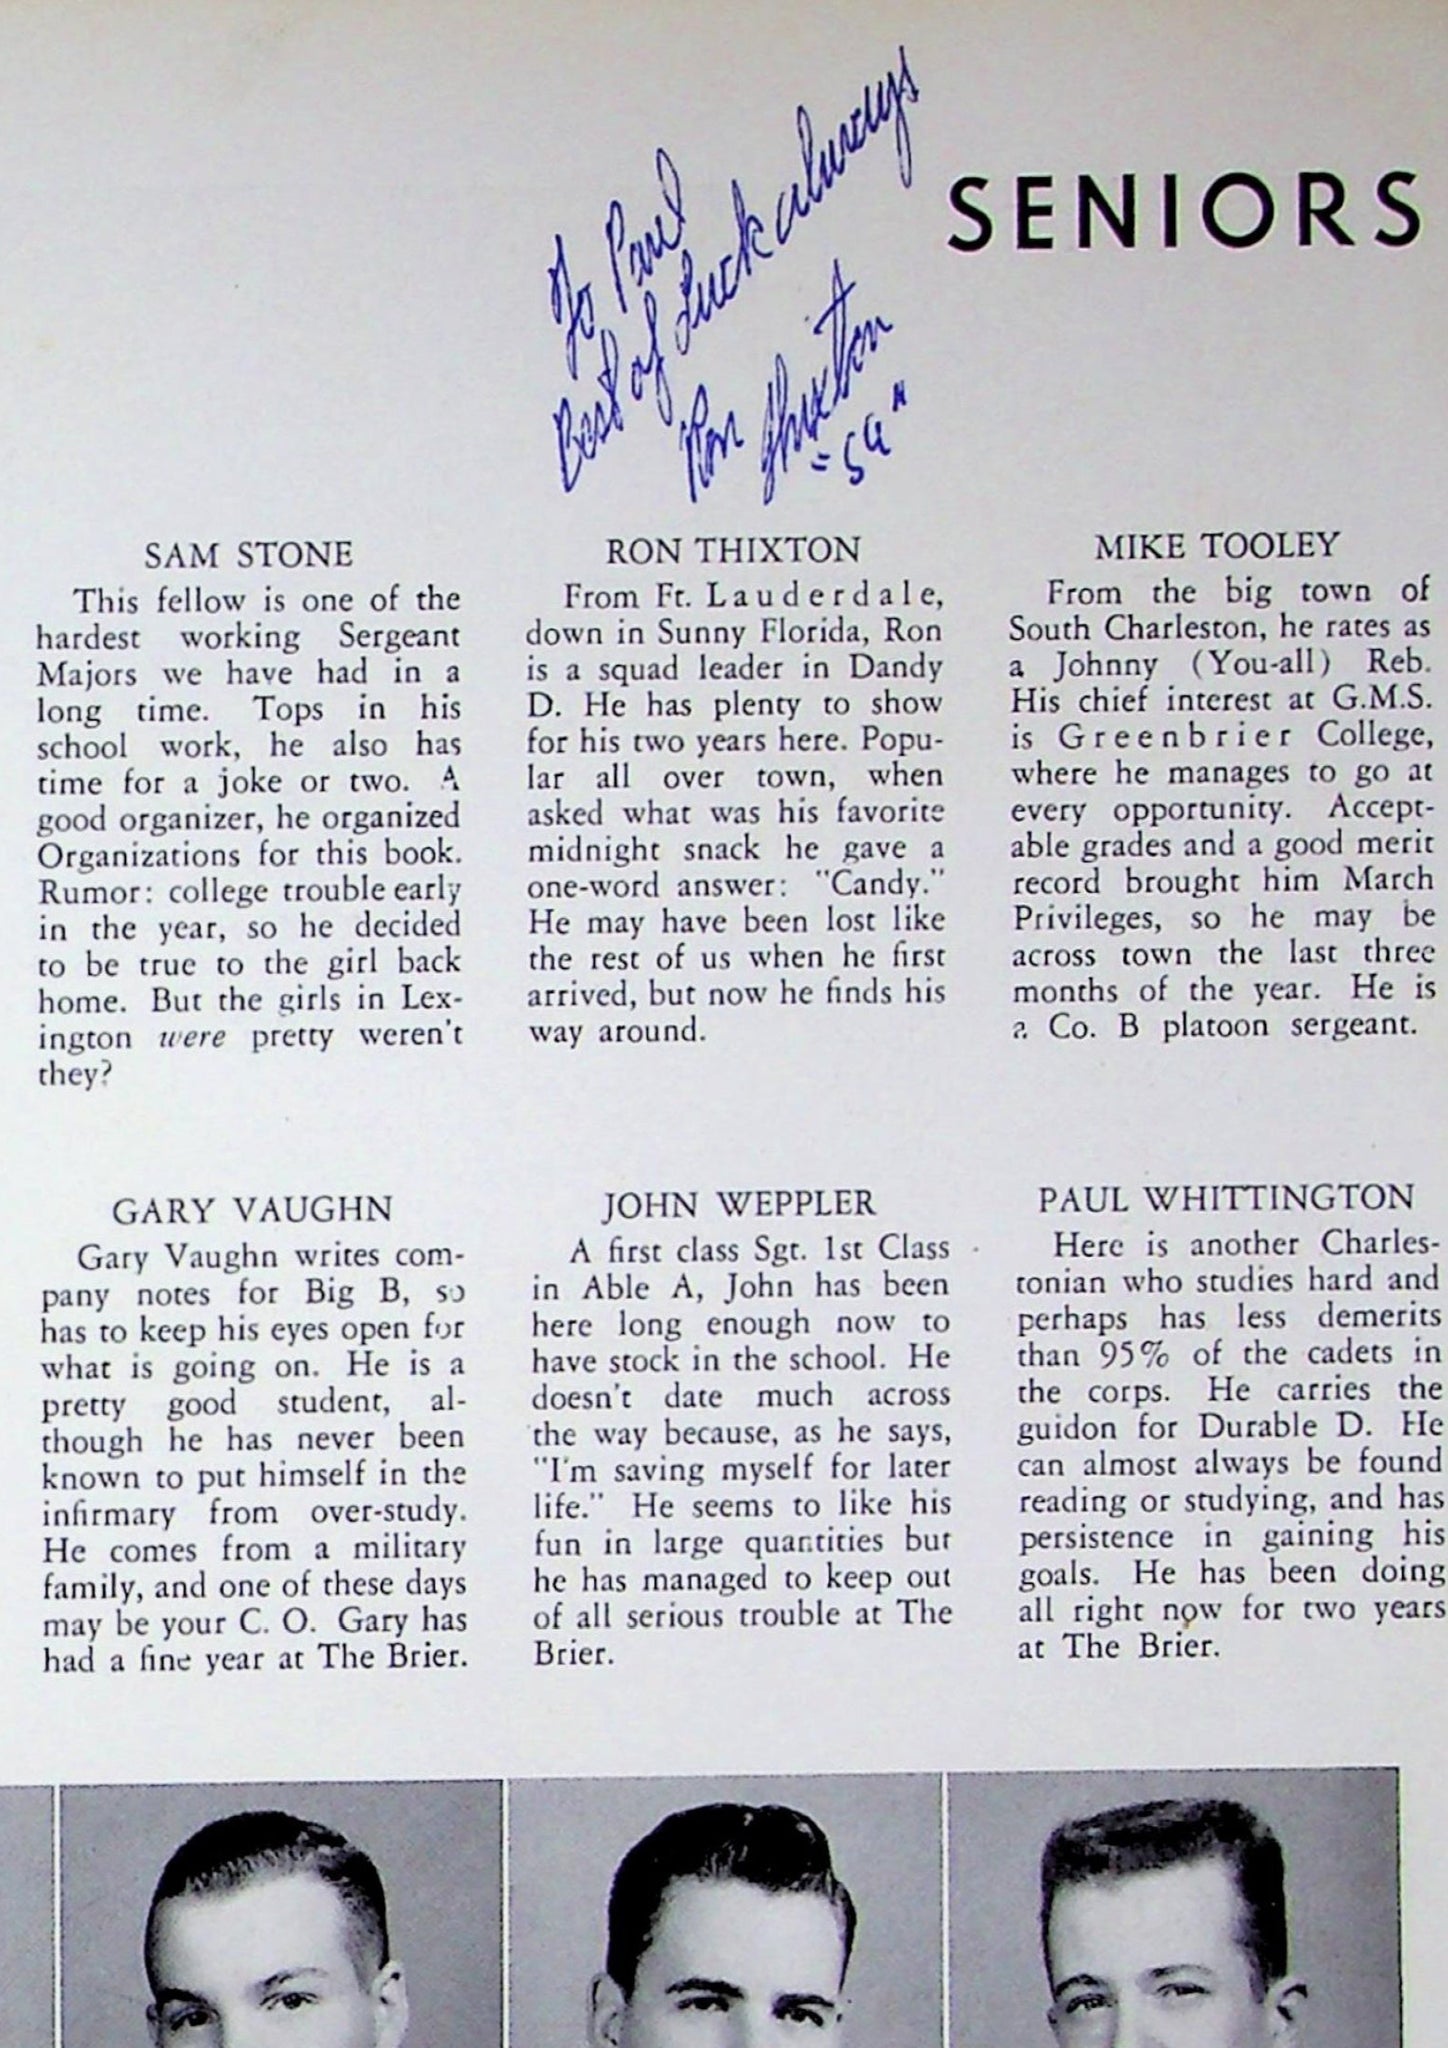 To Paul
Best of Luck always
Ron Thixton
"59"
SENIORS
SAM STONE
This fellow is one of the
hardest working Sergeant
Majors we have had in a
long time. Tops in his
school work, he also has
time for a joke or two. A
good organizer, he organized
Organizations for this book.
Rumor: college trouble early
in the year, so he decided
to be true to the girl back
home. But the girls in Lex-
ington were pretty weren't
they?
RON THIXTON
From Ft. Lauderdale,
down in Sunny Florida, Ron
is a squad leader in Dandy
D. He has plenty to show
for his two years here. Popu-
lar all over town, when
asked what was his favorite
midnight snack he gave a
one-word answer: "Candy."
He may have been lost like
the rest of us when he first
arrived, but now he finds his
way around.
MIKE TOOLEY
From the big town of
South Charleston, he rates as
a Johnny (You-all) Reb.
His chief interest at G.M.S.
is Greenbrier College,
where he manages to go at
every opportunity. Accept-
able grades and a good merit
record brought him March
Privileges, so he may be
across town the last three
months of the year. He is
a Co. B platoon sergeant.
GARY VAUGHN
Gary Vaughn writes com-
pany notes for Big B, so
has to keep his eyes open for
what is going on. He is a
pretty good student, al-
though he has never been
known to put himself in the
infirmary from over-study.
He comes from a military
family, and one of these days
may be your C. O. Gary has
had a fine year at The Brier.
JOHN WEPPLER
A first class Sgt. 1st Class
in Able A, John has been
here long enough now to
have stock in the school. He
doesn't date much across
the way because, as he says,
"I'm saving myself for later
life." He seems to like his
fun in large quantities but
he has managed to keep out
of all serious trouble at The
Brier.
PAUL WHITTINGTON
Here is another Charles-
tonian who studies hard and
perhaps has less demerits
than 95% of the cadets in
the corps. He carries the
guidon for Durable D. He
can almost always be found
reading or studying, and has
persistence in gaining his
goals. He has been doing
all right now for two years
at The Brier.